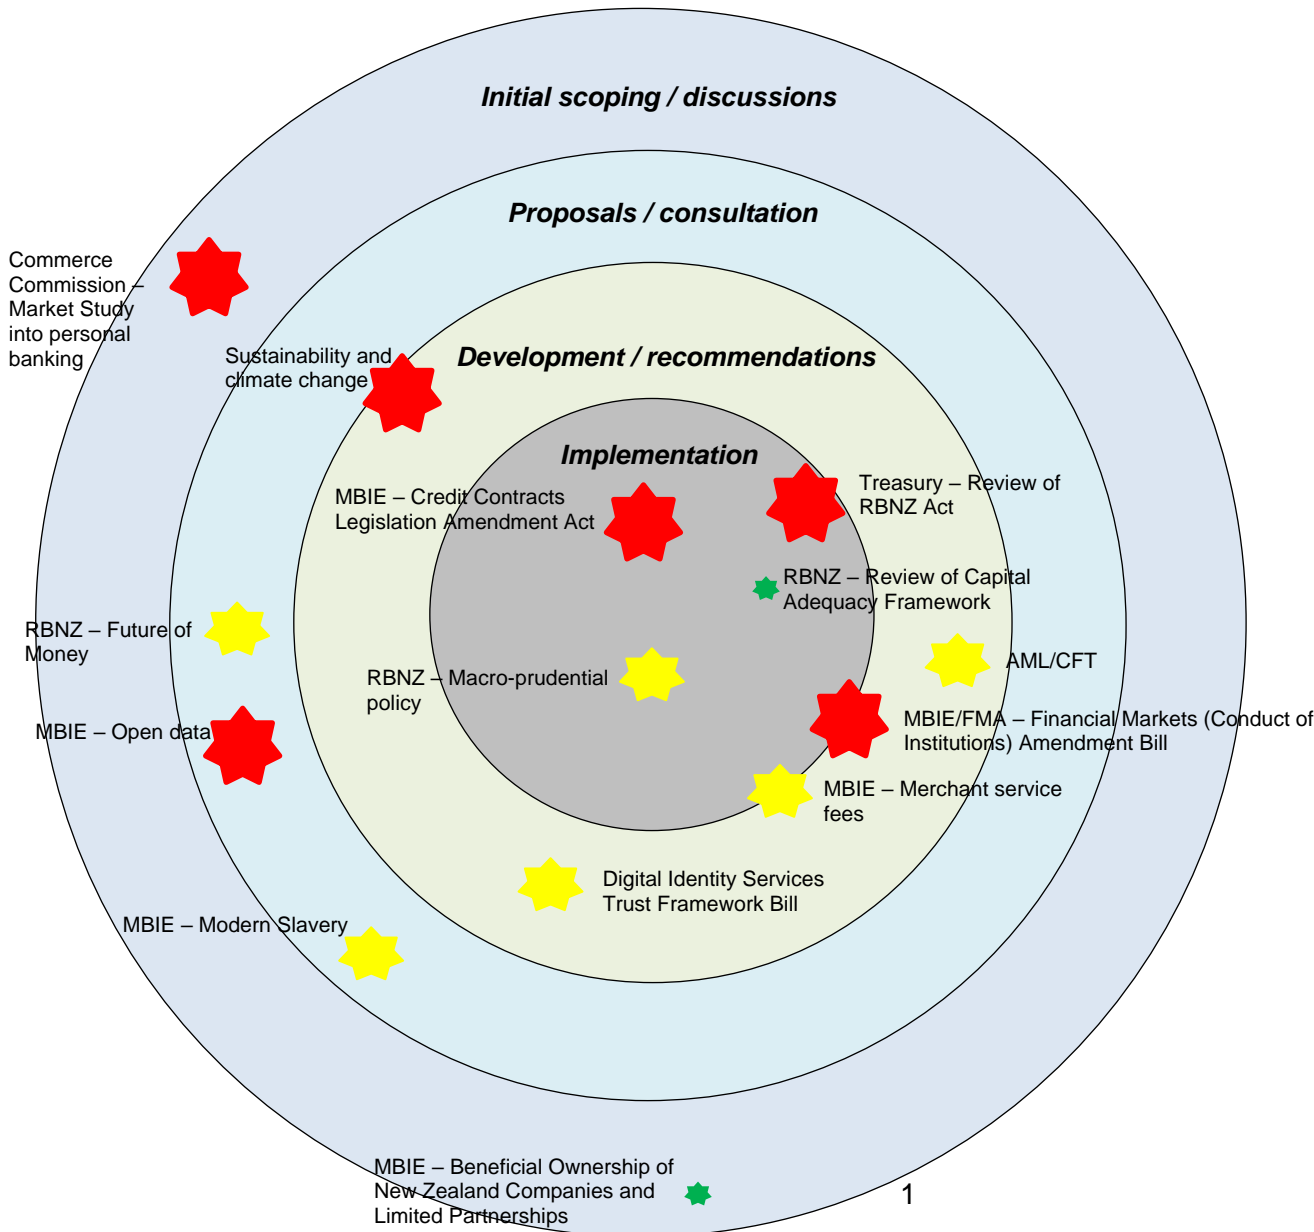 Initial scoping / discussions
Proposals / consultation
Commerce
Commission –
Market Study
into personal
banking
Sustainability and
climate change
Development / recommendations
Implementation
MBIE – Credit Contracts
Legislation Amendment Act
Treasury – Review of
RBNZ Act
RBNZ – Review of Capital
Adequacy Framework
RBNZ – Future of
Money
RBNZ – Macro-prudential
policy
AML/CFT
MBIE – Open data
MBIE/FMA – Financial Markets (Conduct of
Institutions) Amendment Bill
MBIE – Merchant service
fees
Digital Identity Services
Trust Framework Bill
MBIE – Modern Slavery
MBIE – Beneficial Ownership of
New Zealand Companies and
Limited Partnerships
1